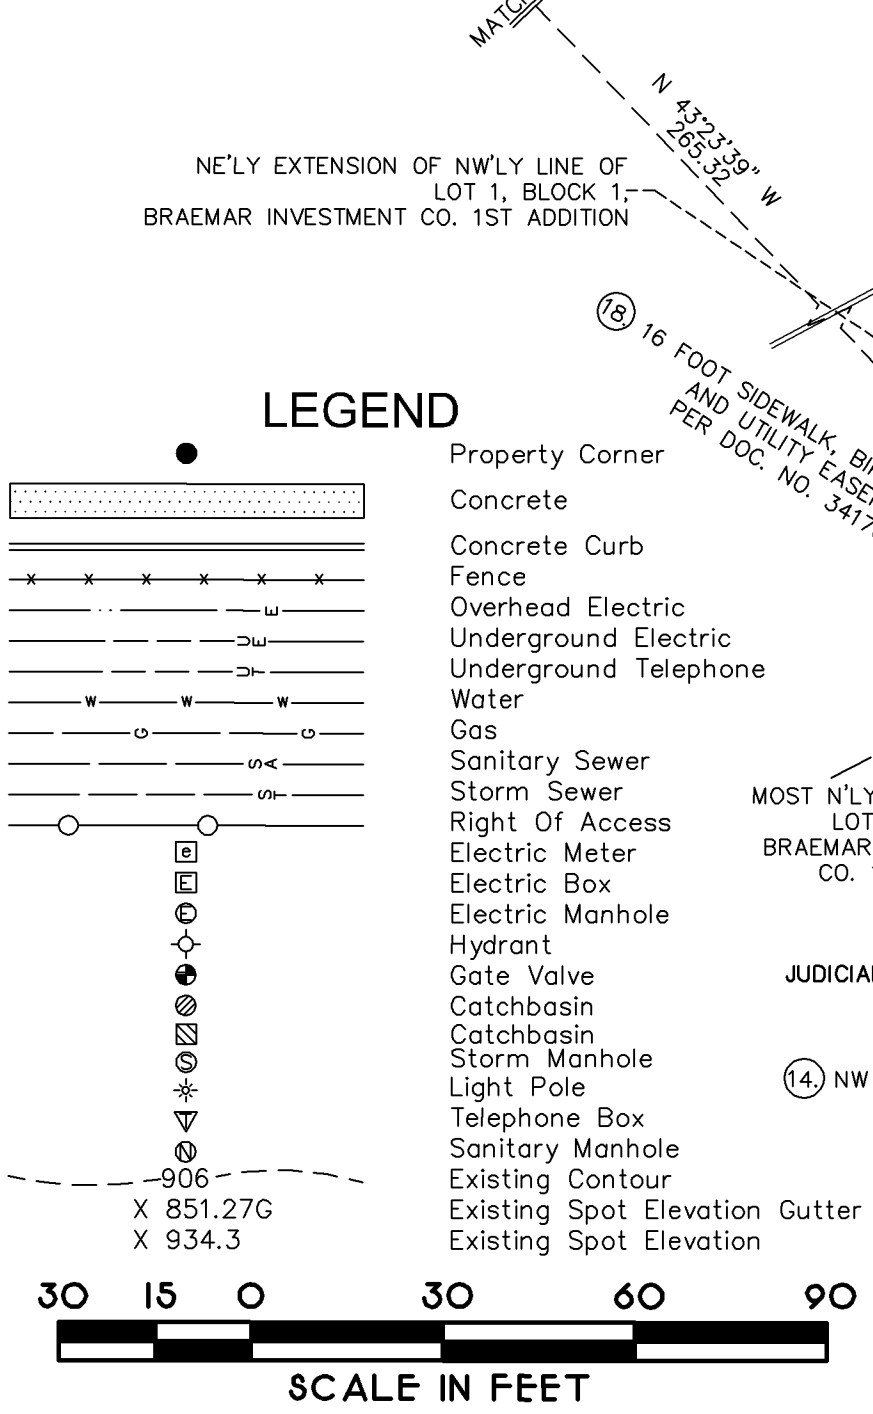 N 43°23'39" W
265.32
NE'LY EXTENSION OF NW'LY LINE OF
LOT 1, BLOCK 1,
BRAEMAR INVESTMENT CO. 1ST ADDITION
18. 16 FOOT SIDEWALK,
AND UTILITY
PER DOC. NO.
LEGEND
Property Corner
Concrete
Concrete Curb
X X X X X X Fence
E Overhead Electric
UE Underground Electric
UT Underground Telephone
W W W Water
G G Gas
SA Sanitary Sewer
ST Storm Sewer
Right Of Access
e Electric Meter
E Electric Box
E Electric Manhole
Hydrant
Gate Valve
Catchbasin
Catchbasin
S Storm Manhole
Light Pole
T Telephone Box
N Sanitary Manhole
906 Existing Contour
X 851.27G Existing Spot Elevation Gutter
X 934.3 Existing Spot Elevation
MOST N'LY
LOT
BRAEMAR
CO.
14. NW
30 15 0 30 60 90
SCALE IN FEET